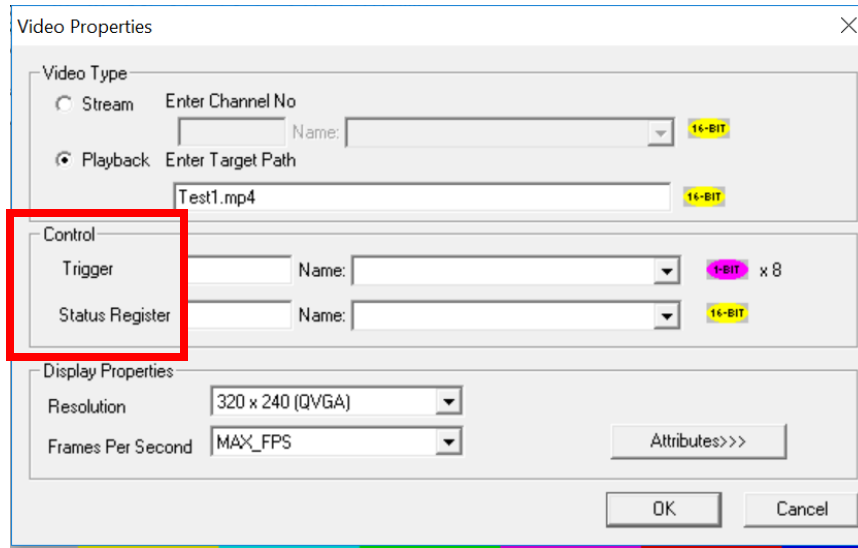 Video Properties
Video Type
Stream Enter Channel No
Name: 16-BIT
Playback Enter Target Path
Test1.mp4 16-BIT
Control
Trigger Name: 1-BIT x 8
Status Register Name: 16-BIT
Display Properties
Resolution 320 x 240 (QVGA)
Frames Per Second MAX_FPS Attributes>>>
OK Cancel